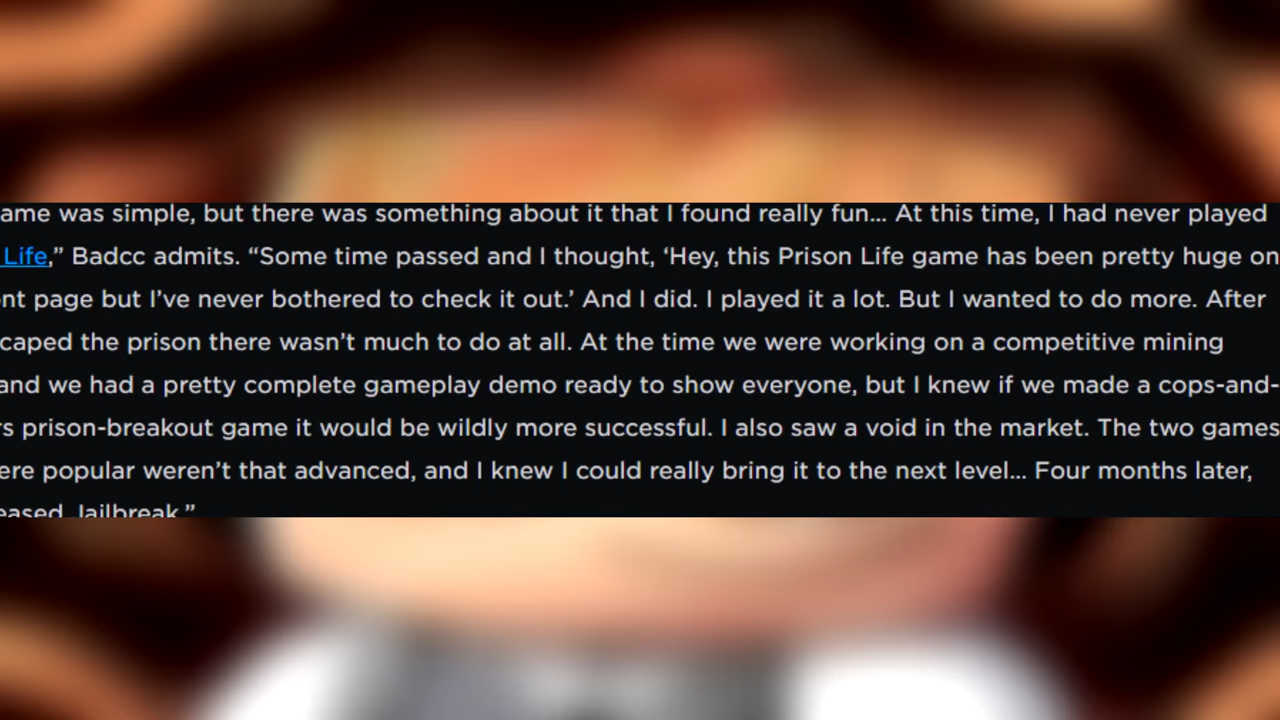 ame was simple, but there was something about it that I found really fun... At this time, I had never played
Life,” Badcc admits. “Some time passed and I thought, ‘Hey, this Prison Life game has been pretty huge on
nt page but I’ve never bothered to check it out.’ And I did. I played it a lot. But I wanted to do more. After
caped the prison there wasn’t much to do at all. At the time we were working on a competitive mining
and we had a pretty complete gameplay demo ready to show everyone, but I knew if we made a cops-and-
rs prison-breakout game it would be wildly more successful. I also saw a void in the market. The two games
ere popular weren’t that advanced, and I knew I could really bring it to the next level... Four months later,
eased Jailbreak.”